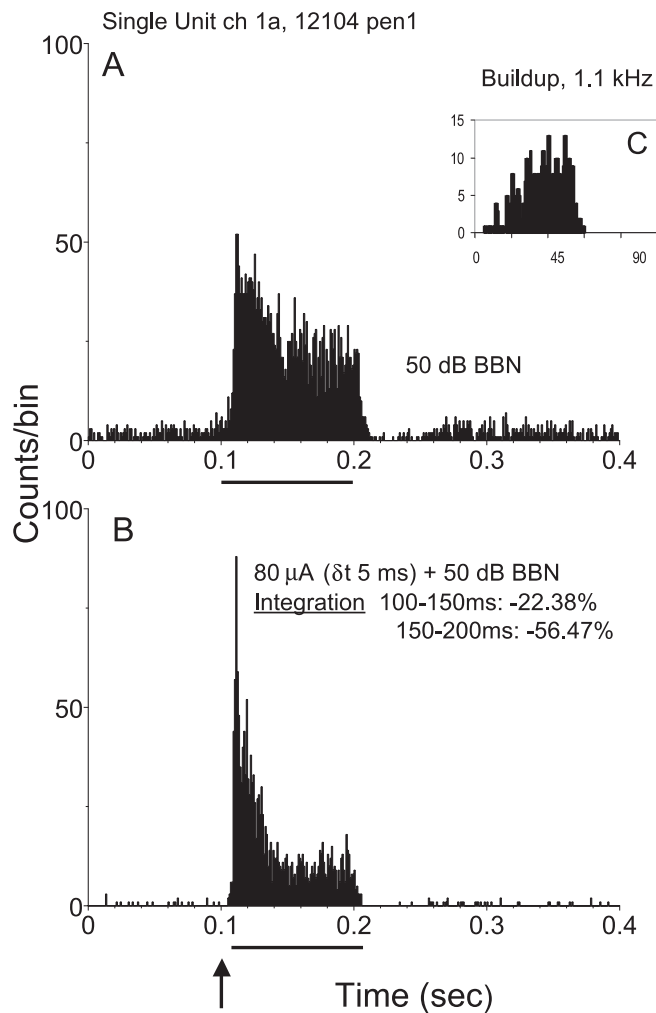 Single Unit ch 1a, 12104 pen1
100
A
Buildup, 1.1 kHz
15
C
10
5
0
0 45 90
50
50 dB BBN
0
0 0.1 0.2 0.3 0.4
Counts/bin
100
B
80 µA (δt 5 ms) + 50 dB BBN
Integration 100-150ms: -22.38%
150-200ms: -56.47%
50
0
0 0.1 0.2 0.3 0.4
Time (sec)